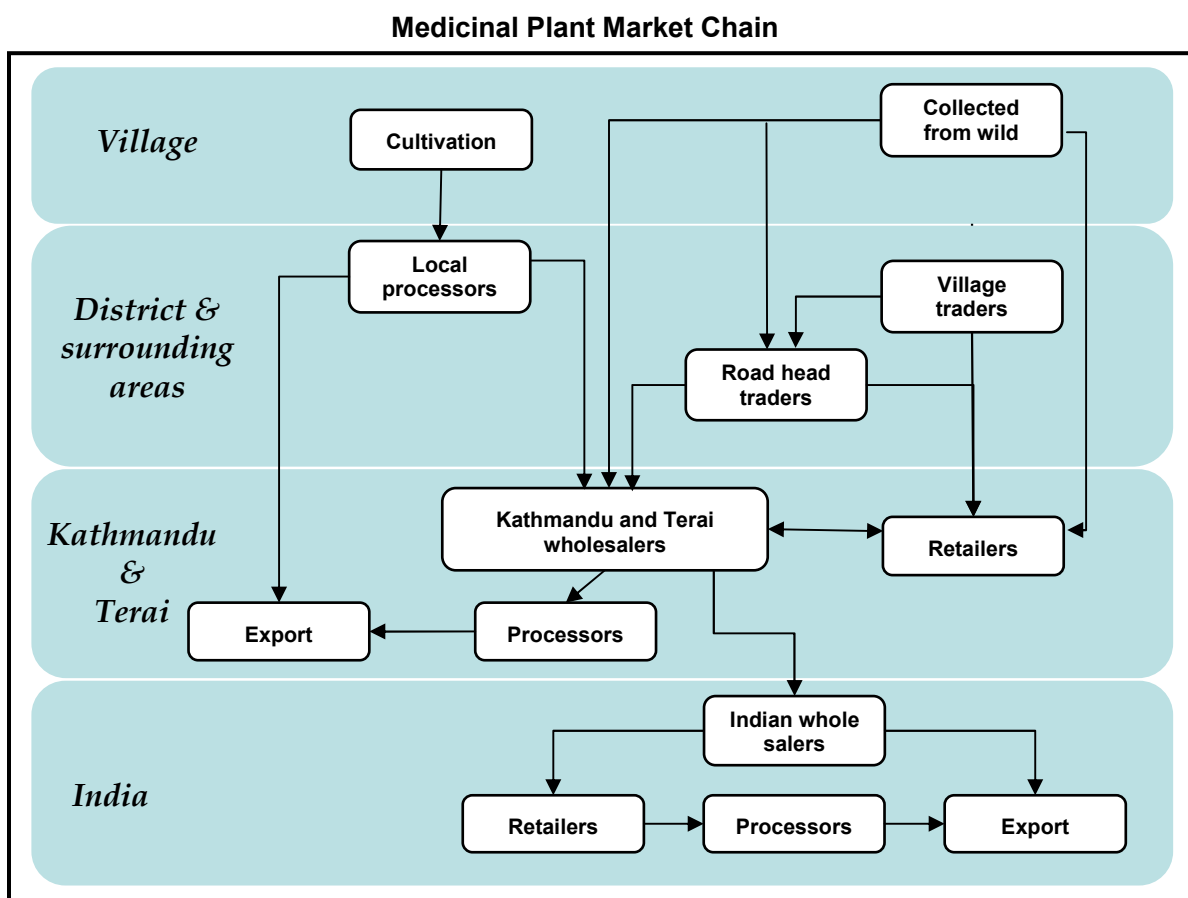 Medicinal Plant Market Chain
Village
Cultivation
Collected
from wild
District &
surrounding
areas
Local
processors
Village
traders
Road head
traders
Kathmandu
&
Terai
Kathmandu and Terai
wholesalers
Retailers
Export
Processors
India
Indian whole
salers
Retailers
Processors
Export